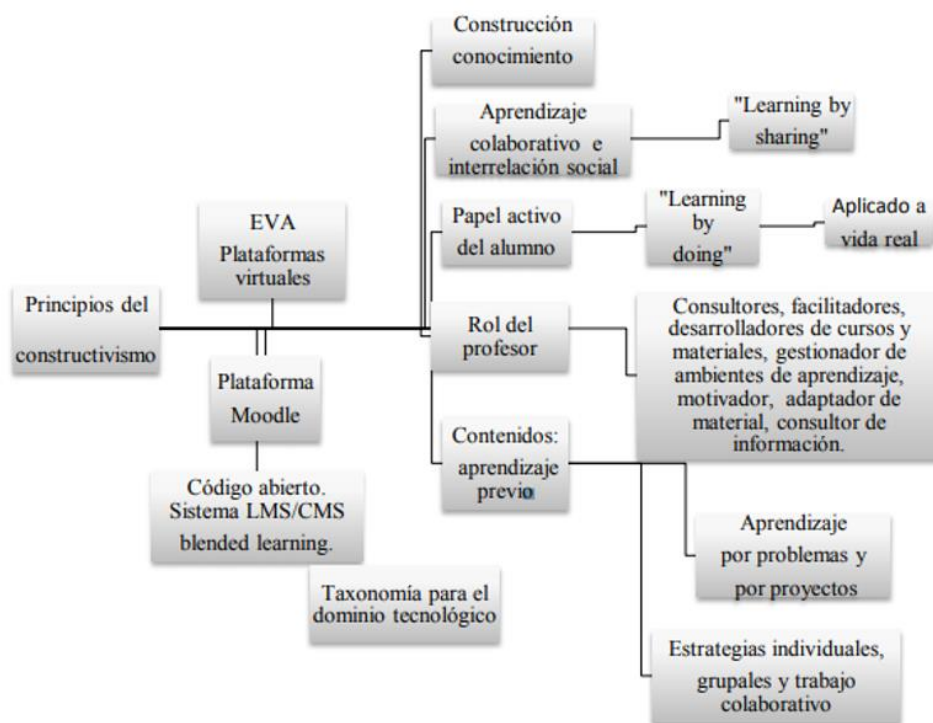 Construcción
conocimiento
Aprendizaje
colaborativo e
interrelación social
"Learning by
sharing"
EVA
Plataformas
virtuales
Papel activo
del alumno
"Learning
by
doing"
Aplicado a
vida real
Principios del
constructivismo
Rol del
profesor
Consultores, facilitadores,
desarrolladores de cursos y
materiales, gestionador de
ambientes de aprendizaje,
motivador, adaptador de
material, consultor de
información.
Plataforma
Moodle
Contenidos:
aprendizaje
previo
Código abierto.
Sistema LMS/CMS
blended learning.
Aprendizaje
por problemas y
por proyectos
Taxonomía para el
dominio tecnológico
Estrategias individuales,
grupales y trabajo
colaborativo